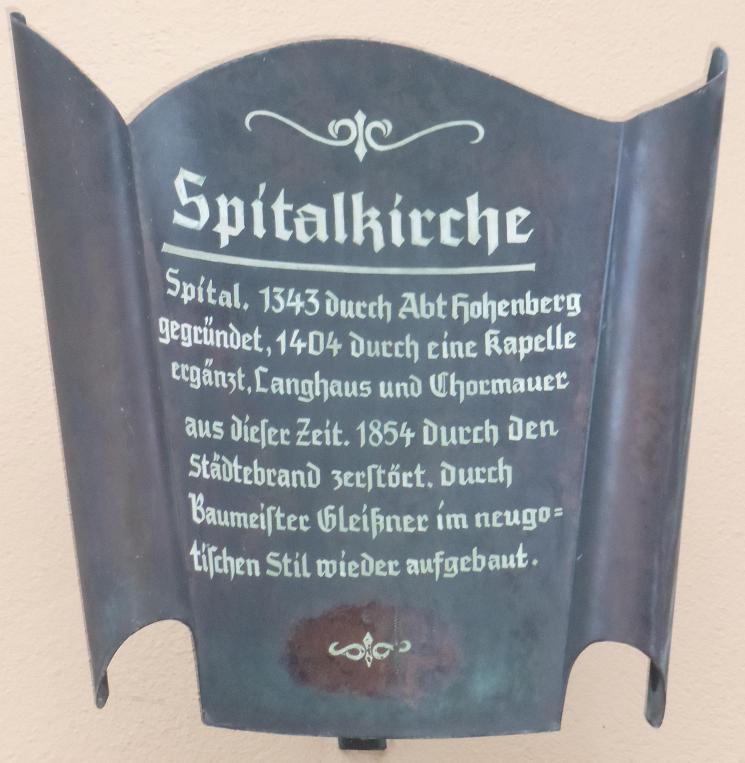 Spitalkirche
Spital. 1343 durch Abt Hohenberg
gegründet, 1404 durch eine Kapelle
ergänzt, Langhaus und Chormauer
aus dieſer Zeit. 1854 durch den
Städtebrand zerſtört. durch
Baumeiſter Gleißner im neugo=
tiſchen Stil wieder aufgebaut.